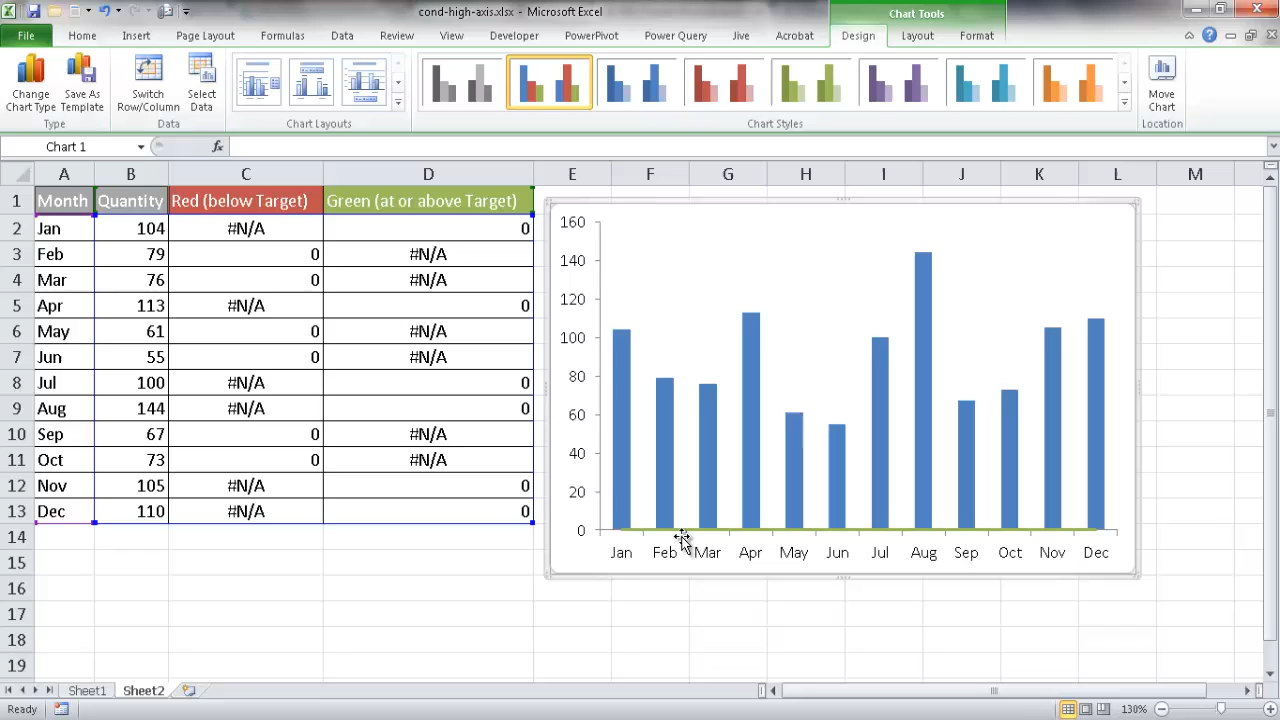 cond-high-axis.xlsx - Microsoft Excel
Chart Tools
File Home Insert Page Layout Formulas Data Review View Developer PowerPivot Power Query Jive Acrobat Design Layout Format
Change Chart Type
Save As Template
Switch Row/Column
Select Data
Move Chart
Type Data Chart Layouts Chart Styles Location
Chart 1 fx
A B C D E F G H I J K L M
1 Month Quantity Red (below Target) Green (at or above Target)
2 Jan 104 #N/A 0
3 Feb 79 0 #N/A
4 Mar 76 0 #N/A
5 Apr 113 #N/A 0
6 May 61 0 #N/A
7 Jun 55 0 #N/A
8 Jul 100 #N/A 0
9 Aug 144 #N/A 0
10 Sep 67 0 #N/A
11 Oct 73 0 #N/A
12 Nov 105 #N/A 0
13 Dec 110 #N/A 0
14
15
16
17
18
19
160
140
120
100
80
60
40
20
0
Jan Feb Mar Apr May Jun Jul Aug Sep Oct Nov Dec
Sheet1 Sheet2
Ready 130%